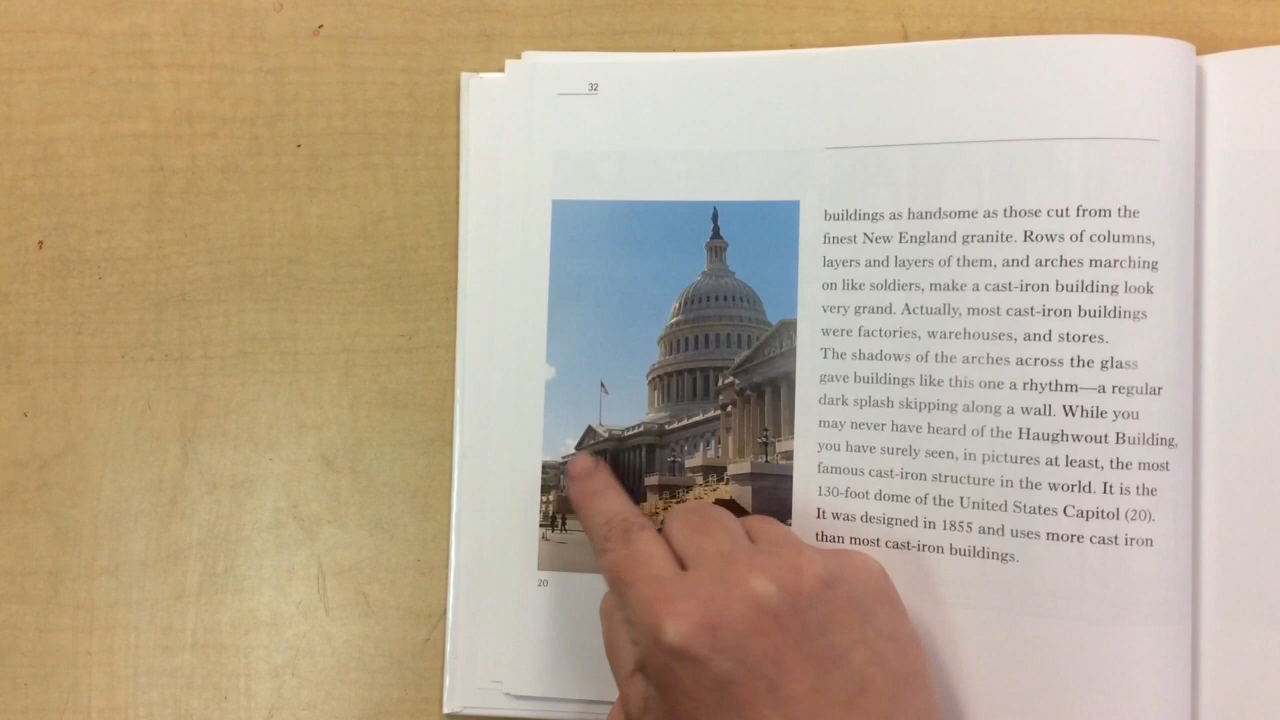 32
buildings as handsome as those cut from the
finest New England granite. Rows of columns,
layers and layers of them, and arches marching
on like soldiers, make a cast-iron building look
very grand. Actually, most cast-iron buildings
were factories, warehouses, and stores.
The shadows of the arches across the glass
gave buildings like this one a rhythm—a regular
dark splash skipping along a wall. While you
may never have heard of the Haughwout Building,
you have surely seen, in pictures at least, the most
famous cast-iron structure in the world. It is the
130-foot dome of the United States Capitol (20).
It was designed in 1855 and uses more cast iron
than most cast-iron buildings.
20